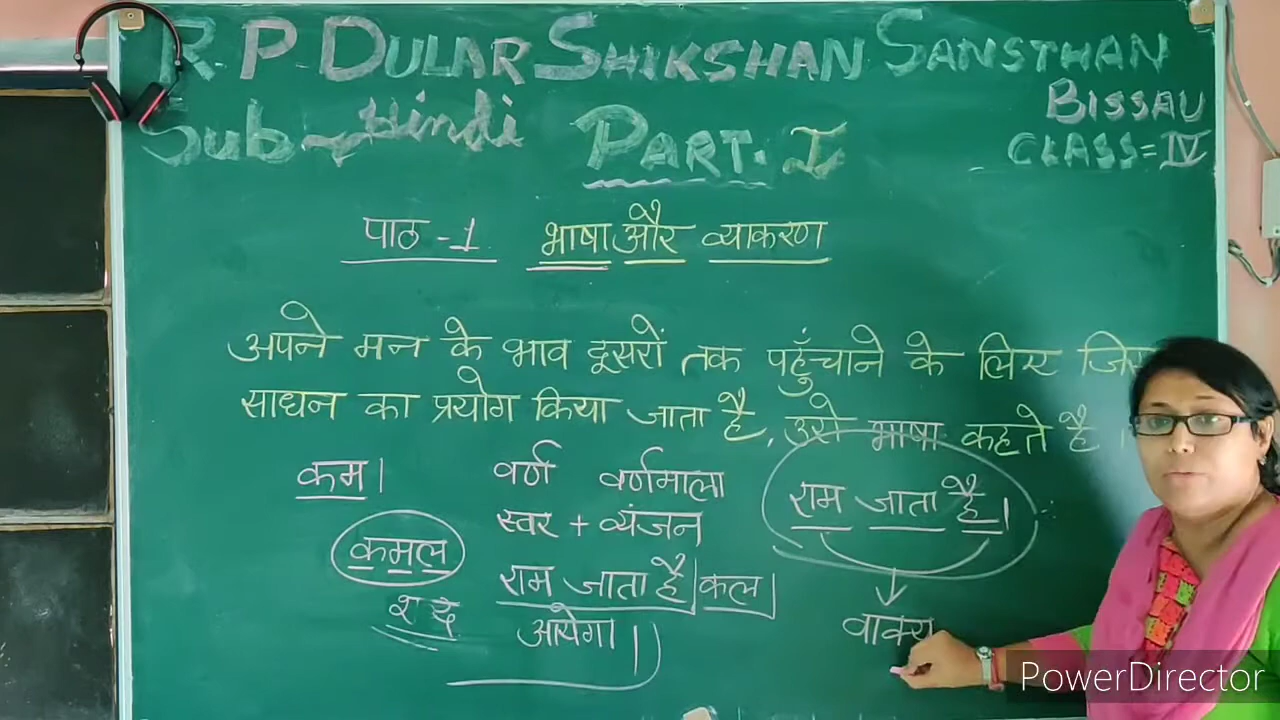 R.P. DULAR SHIKSHAN SANSTHAN
BISSAU
Sub - Hindi PART. I CLASS = IV
पाठ - 1 भाषा और व्याकरण
अपने मन के भाव दूसरों तक पहुँचाने के लिए
साधन का प्रयोग किया जाता है, उसे भाषा कहते है ।
कम। वर्ण वर्णमाला राम जाता है।
स्वर + व्यंजन
कमल राम जाता है| कल|
आयेगा। वाक्य
PowerDirector